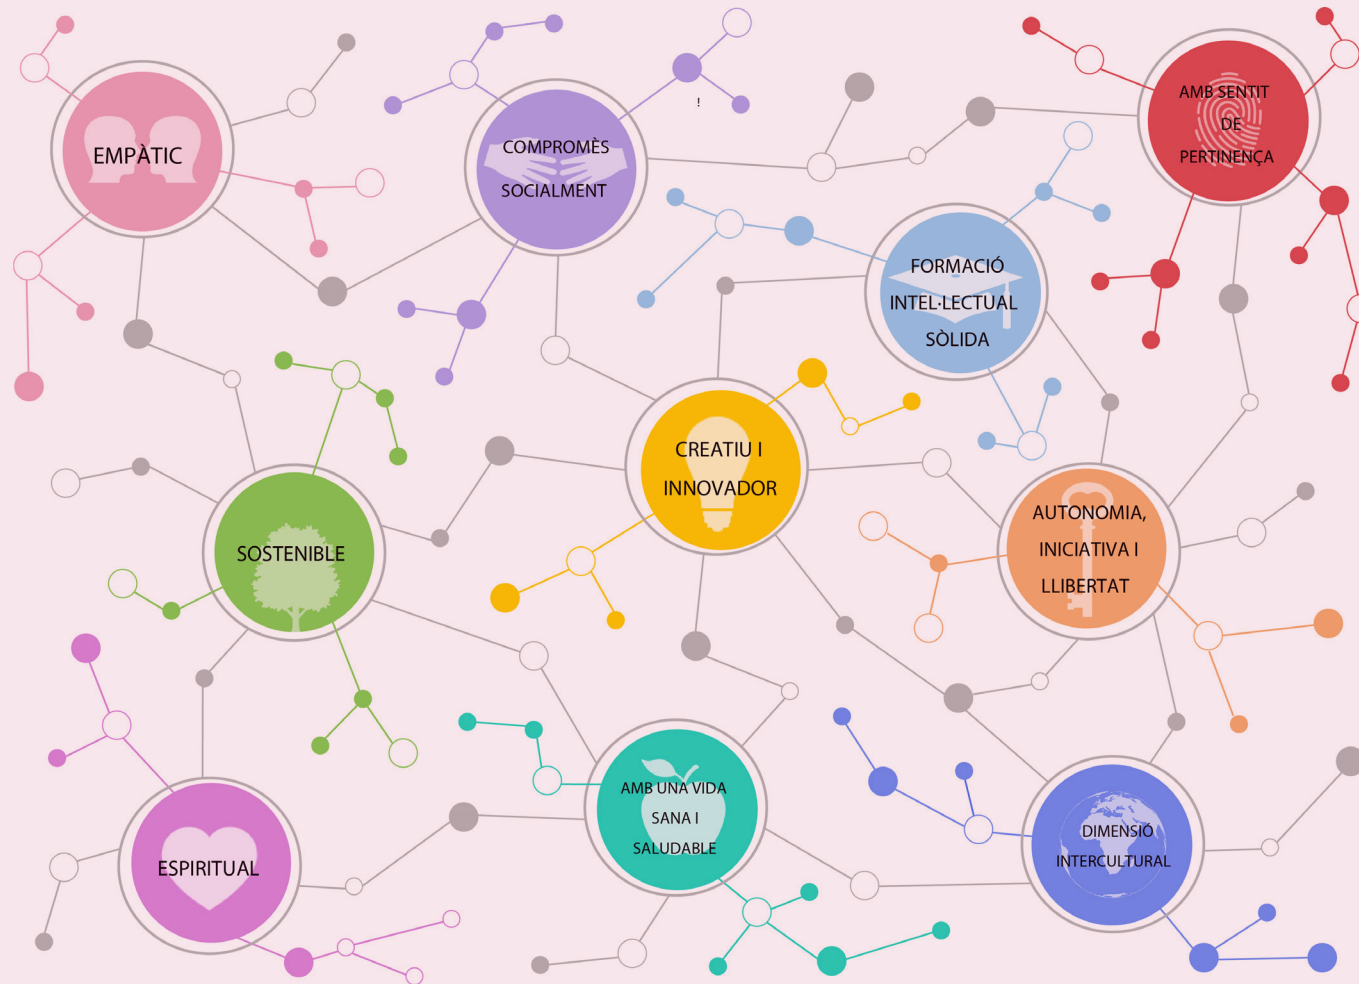 EMPÀTIC
COMPROMÈS
SOCIALMENT
!
AMB SENTIT
DE
PERTINENÇA
FORMACIÓ
INTEL·LECTUAL
SÒLIDA
CREATIU I
INNOVADOR
SOSTENIBLE
AUTONOMIA,
INICIATIVA I
LLIBERTAT
AMB UNA VIDA
SANA I
SALUDABLE
DIMENSIÓ
INTERCULTURAL
ESPIRITUAL